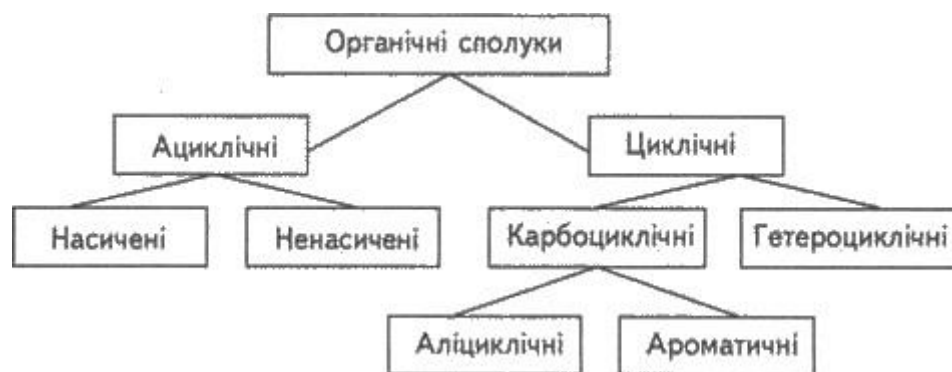 Органічні сполуки
Ациклічні
Циклічні
Насичені
Ненасичені
Карбоциклічні
Гетероциклічні
Аліциклічні
Ароматичні